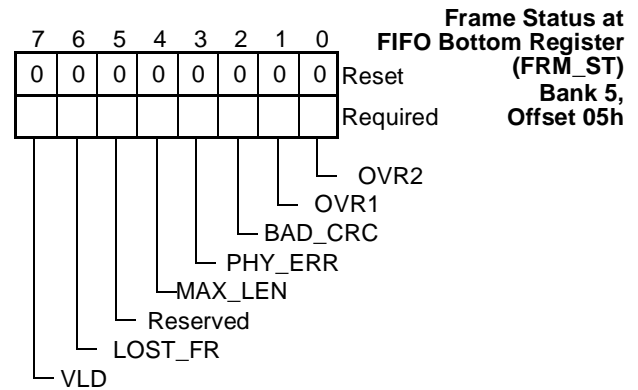 Frame Status at
FIFO Bottom Register
(FRM_ST)
Bank 5,
Offset 05h
7 6 5 4 3 2 1 0
0 0 0 0 0 0 0 0 Reset
Required
OVR2
OVR1
BAD_CRC
PHY_ERR
MAX_LEN
Reserved
LOST_FR
VLD